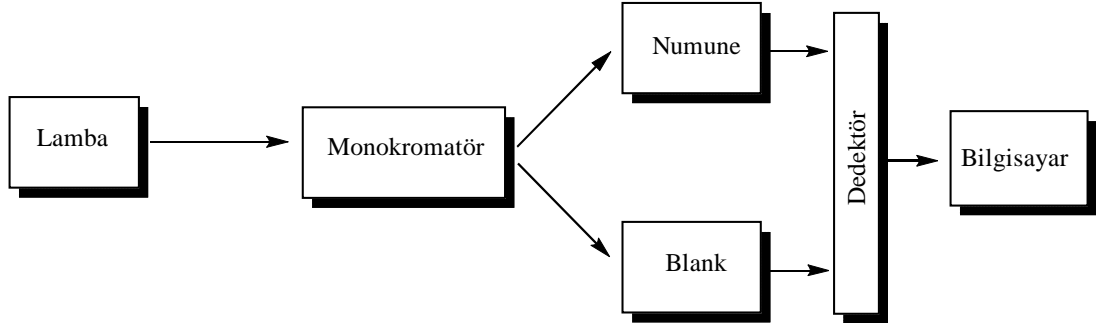 Lamba
Monokromatör
Numune
Blank
Dedektör
Bilgisayar